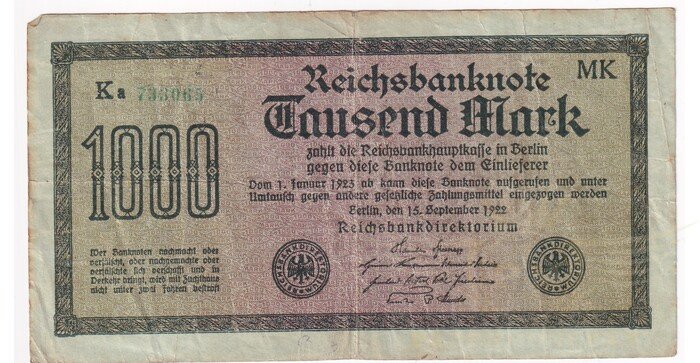 Reichsbanknote
MK
Ka 733065
Tausend Mark
1000
zahlt die Reichsbankhauptkasse in Berlin
gegen diese Banknote dem Einlieferer
Vom 1. Januar 1923 ab kann diese Banknote aufgerufen und unter
Umtausch gegen andere gesetzliche Zahlungsmittel eingezogen werden
Berlin, den 15. September 1922
Reichsbankdirektorium
Wer Banknoten nachmacht oder
verfälscht, oder nachgemachte oder
verfälschte sich verschafft und in
Verkehr bringt, wird mit Zuchthaus
nicht unter zwei Jahren bestraft
REICHSBANKDIREKTORIUM
REICHSBANKDIREKTORIUM